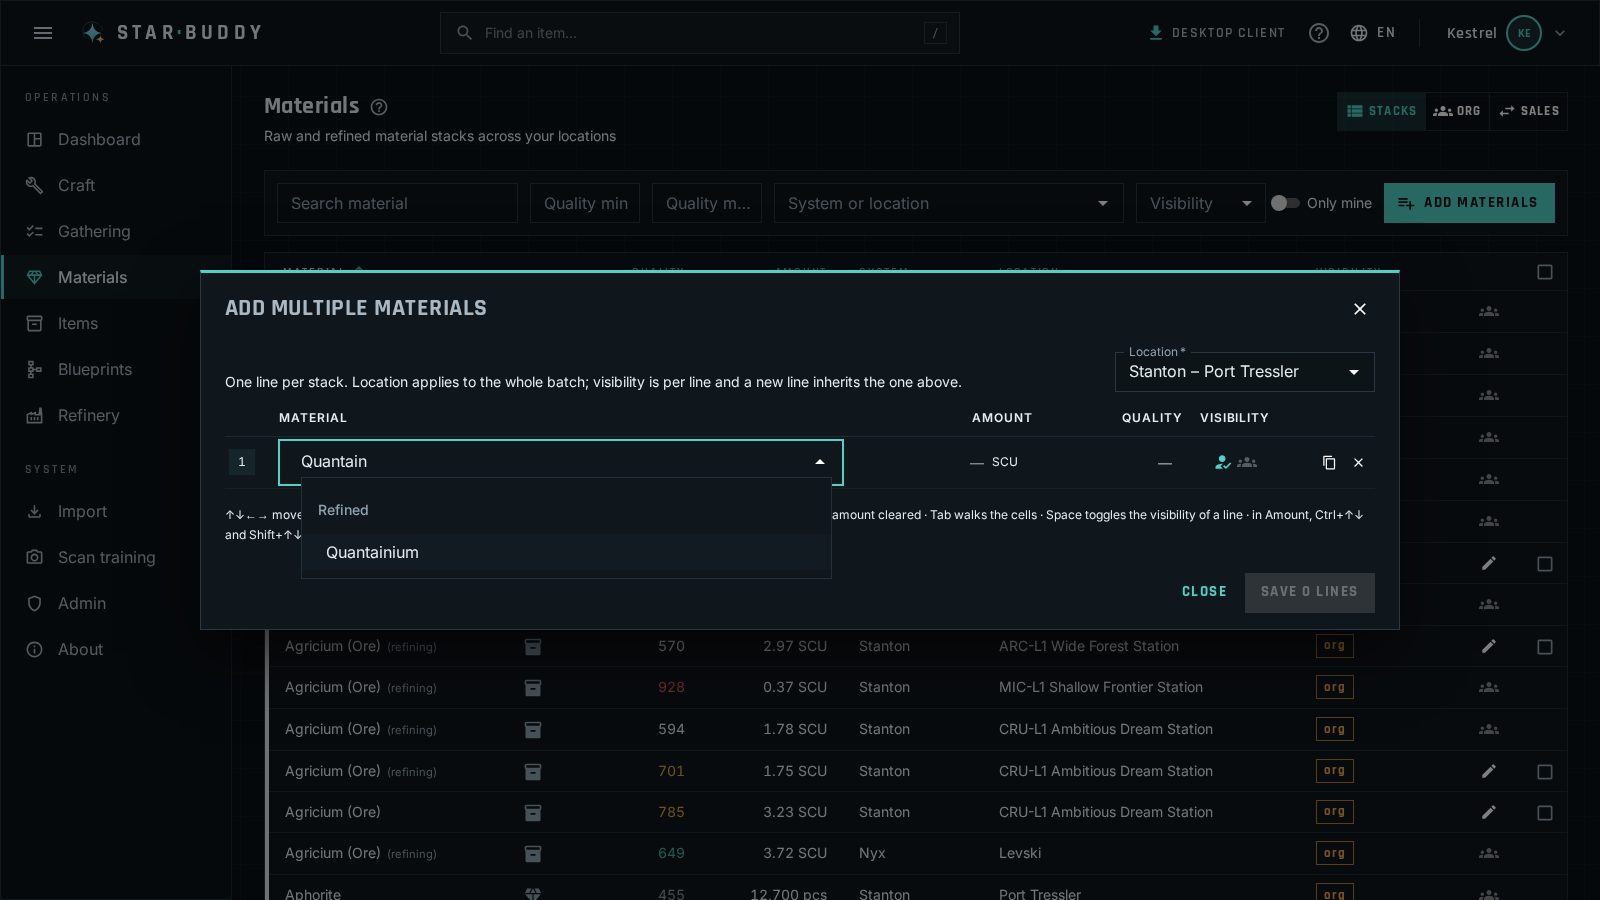 STAR·BUDDY
Find an item...
/
DESKTOP CLIENT
EN
Kestrel
KE
OPERATIONS
Dashboard
Craft
Gathering
Materials
Items
Blueprints
Refinery
SYSTEM
Import
Scan training
Admin
About
Materials
Raw and refined material stacks across your locations
STACKS
ORG
SALES
Search material
Quality min
Quality m...
System or location
Visibility
Only mine
ADD MATERIALS
ADD MULTIPLE MATERIALS
One line per stack. Location applies to the whole batch; visibility is per line and a new line inherits the one above.
Location *
Stanton – Port Tressler
MATERIAL AMOUNT QUALITY VISIBILITY
1 Quantain — SCU —
Refined
Quantainium
↑↓←→ move
amount cleared · Tab walks the cells · Space toggles the visibility of a line · in Amount, Ctrl+↑↓
and Shift+↑↓
CLOSE
SAVE 0 LINES
Agricium (Ore) (refining) 570 2.97 SCU Stanton ARC-L1 Wide Forest Station org
Agricium (Ore) (refining) 928 0.37 SCU Stanton MIC-L1 Shallow Frontier Station org
Agricium (Ore) (refining) 594 1.78 SCU Stanton CRU-L1 Ambitious Dream Station org
Agricium (Ore) (refining) 701 1.75 SCU Stanton CRU-L1 Ambitious Dream Station org
Agricium (Ore) 785 3.23 SCU Stanton CRU-L1 Ambitious Dream Station org
Agricium (Ore) (refining) 649 3.72 SCU Nyx Levski org
Aphorite 455 12,700 pcs Stanton Port Tressler org